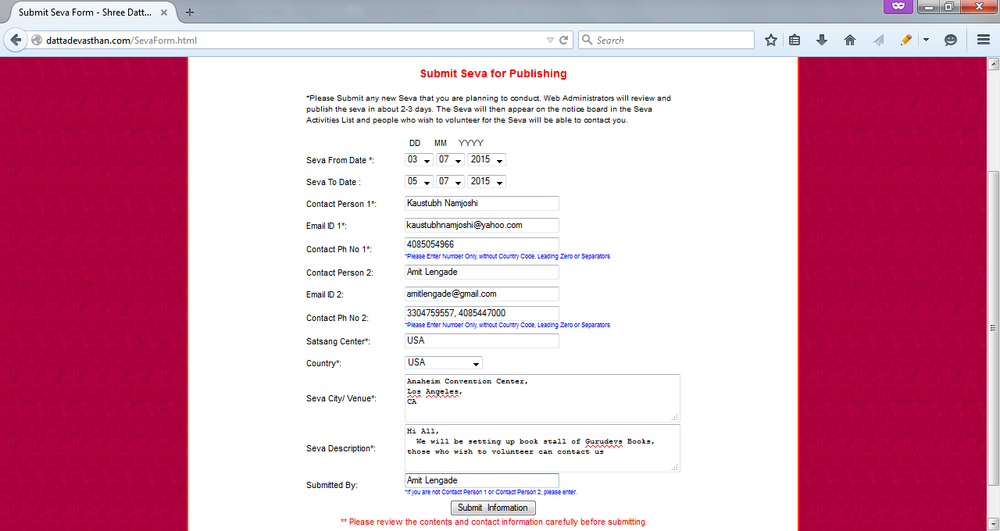 Submit Seva Form - Shree Datt...
dattadevasthan.com/SevaForm.html
Search
Submit Seva for Publishing
*Please Submit any new Seva that you are planning to conduct. Web Administrators will review and
publish the seva in about 2-3 days. The Seva will then appear on the notice board in the Seva
Activities List and people who wish to volunteer for the Seva will be able to contact you.
DD MM YYYY
Seva From Date *: 03 07 2015
Seva To Date : 05 07 2015
Contact Person 1*: Kaustubh Namjoshi
Email ID 1*: kaustubhnamjoshi@yahoo.com
Contact Ph No 1*: 4085054966
*Please Enter Number Only, without Country Code, Leading Zero or Separators
Contact Person 2: Amit Lengade
Email ID 2: amitlengade@gmail.com
Contact Ph No 2: 3304759557, 4085447000
*Please Enter Number Only, without Country Code, Leading Zero or Separators
Satsang Center*: USA
Country*: USA
Seva City/ Venue*: Anaheim Convention Center,
Los Angeles,
CA
Seva Description*: Hi All,
We will be setting up book stall of Gurudevs Books,
those who wish to volunteer can contact us
Submitted By: Amit Lengade
*If you are not Contact Person 1 or Contact Person 2, please enter.
Submit Information
** Please review the contents and contact information carefully before submitting